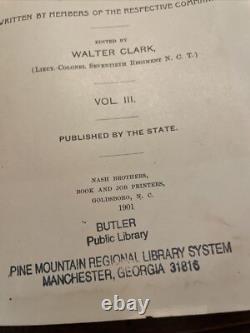 WRITTEN BY MEMBERS OF THE RESPECTIVE
EDITED BY
WALTER CLARK,
(LIEUT.-COLONEL SEVENTIETH REGIMENT N. C. T.)
VOL. III.
PUBLISHED BY THE STATE.
NASH BROTHERS,
BOOK AND JOB PRINTERS,
GOLDSBORO, N. C.
1901
BUTLER
Public Library
PINE MOUNTAIN REGIONAL LIBRARY SYSTEM
MANCHESTER, GEORGIA 31816